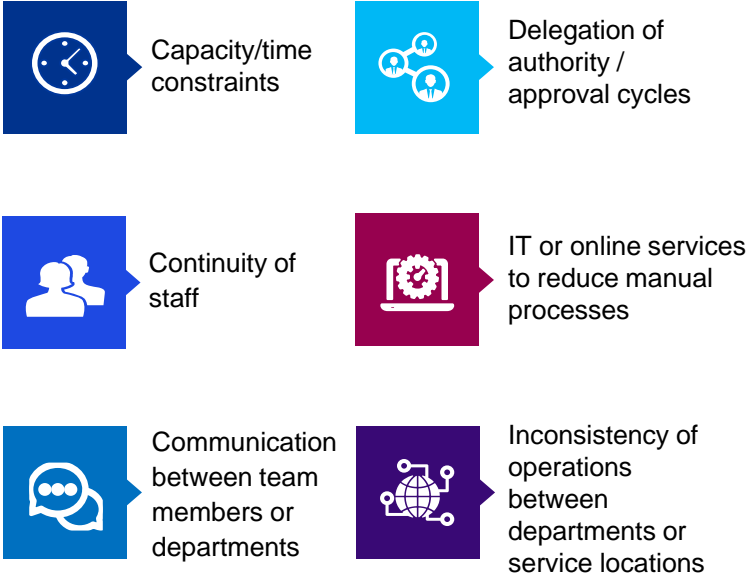 Capacity/time
constraints
Delegation of
authority /
approval cycles
Continuity of
staff
IT or online services
to reduce manual
processes
Communication
between team
members or
departments
Inconsistency of
operations
between
departments or
service locations